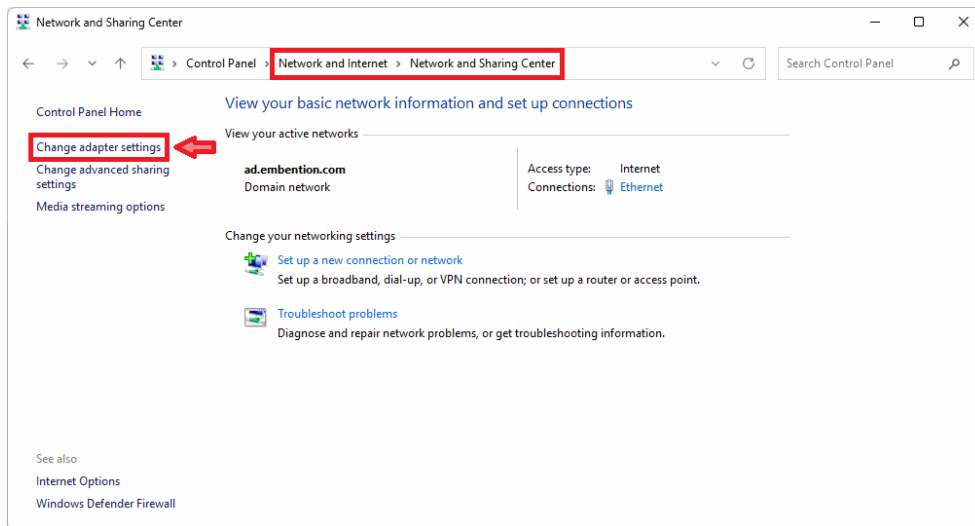 Network and Sharing Center
Control Panel > Network and Internet > Network and Sharing Center
Search Control Panel
Control Panel Home
Change adapter settings
Change advanced sharing
settings
Media streaming options
View your basic network information and set up connections
View your active networks
ad.embention.com
Domain network
Access type: Internet
Connections: Ethernet
Change your networking settings
Set up a new connection or network
Set up a broadband, dial-up, or VPN connection; or set up a router or access point.
Troubleshoot problems
Diagnose and repair network problems, or get troubleshooting information.
See also
Internet Options
Windows Defender Firewall